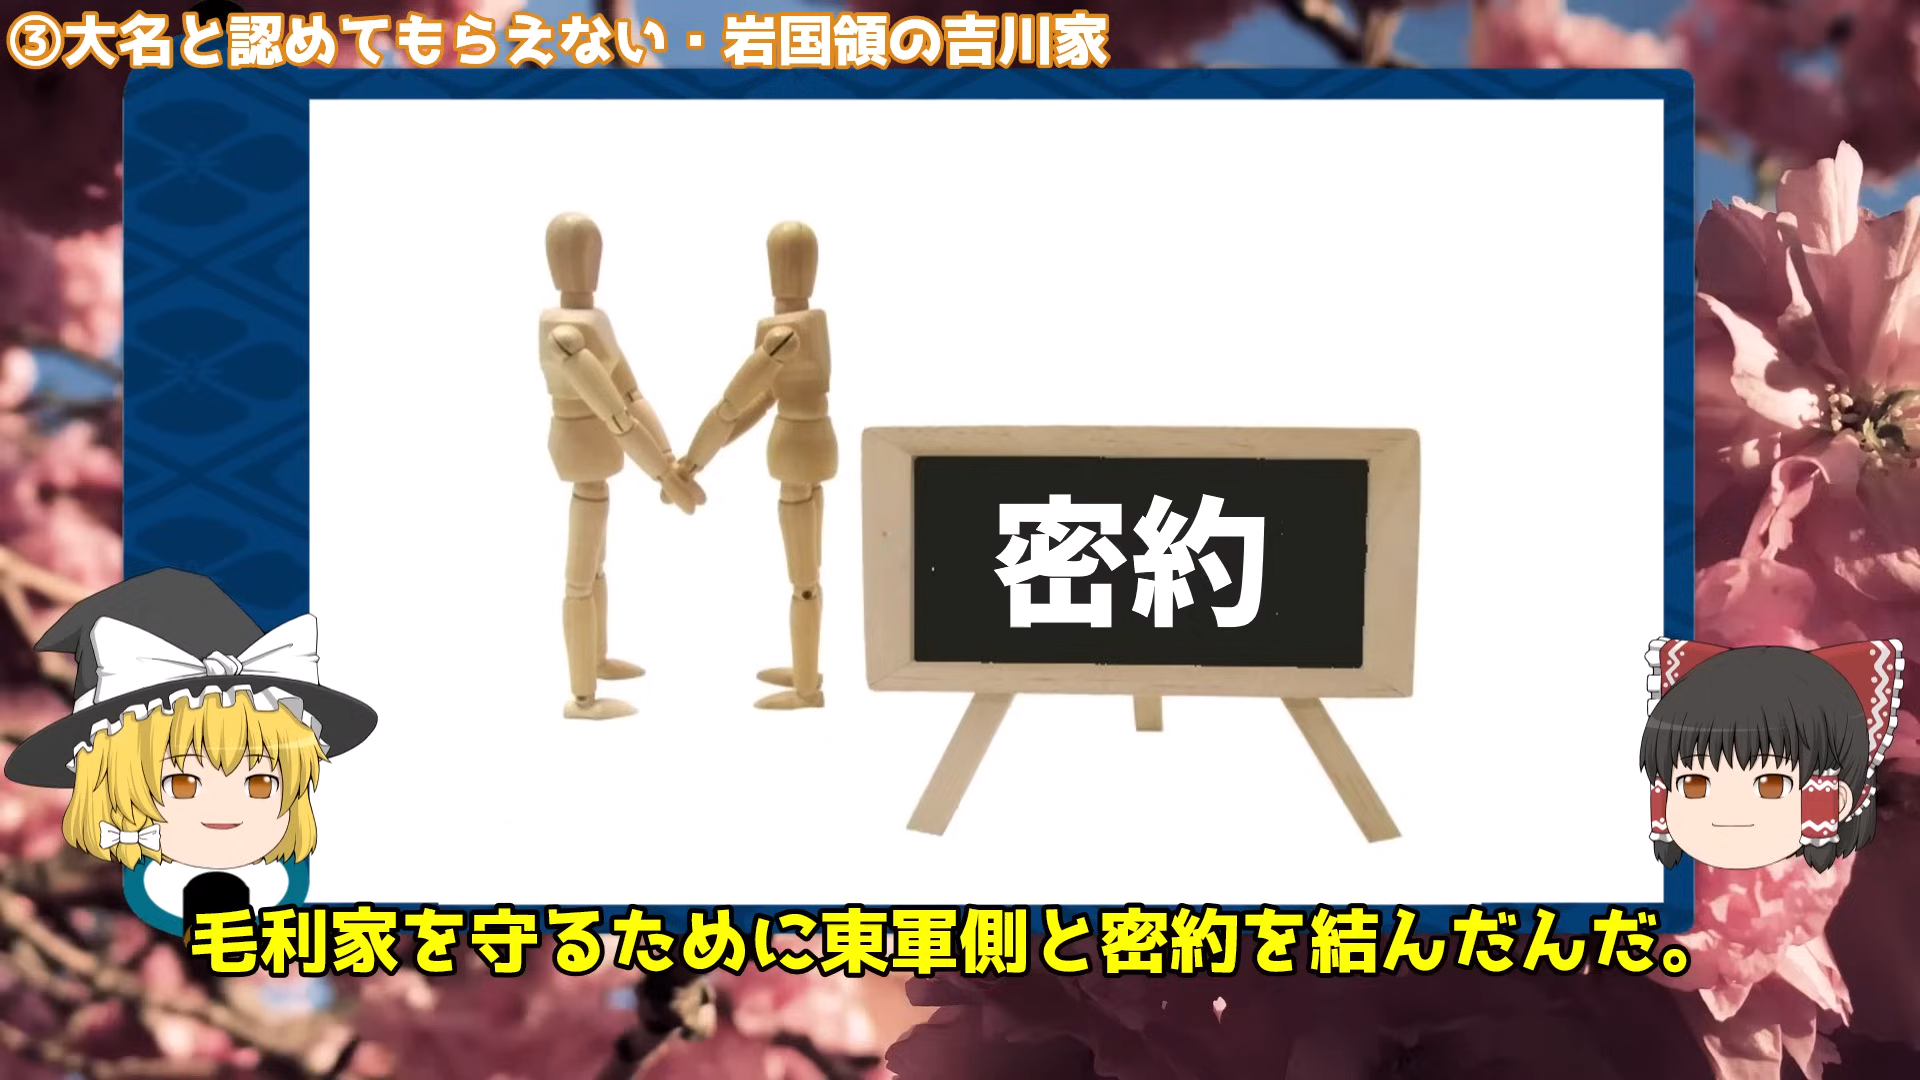 ③大名と認めてもらえない・岩国領の吉川家
密約
毛利家を守るために東軍側と密約を結んだんだ。